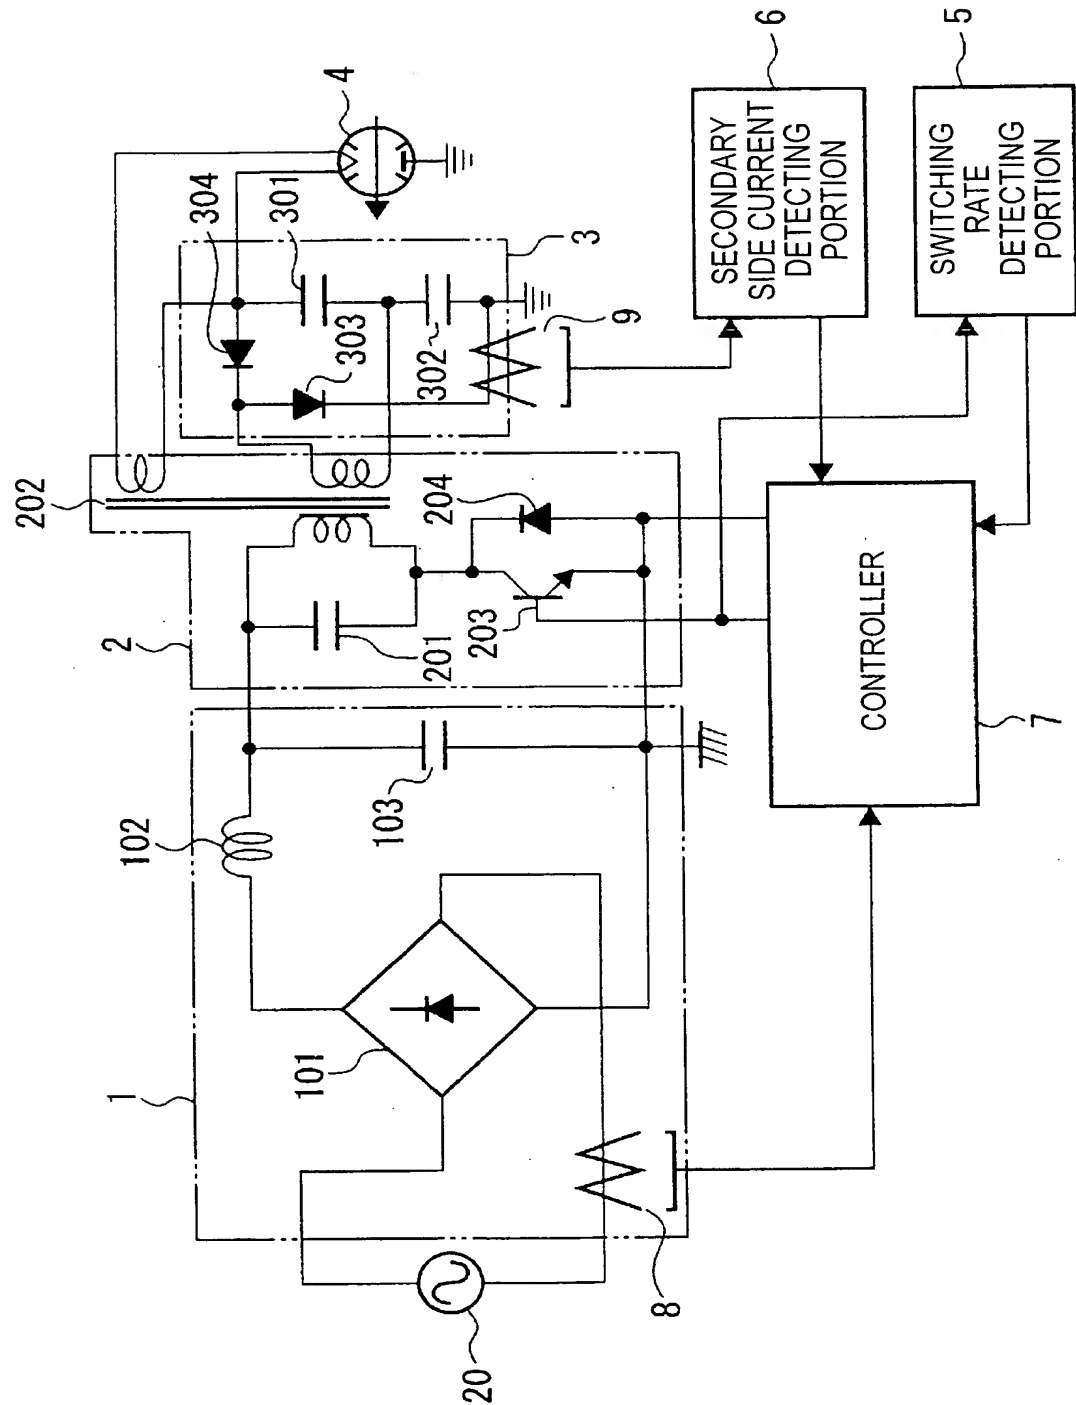 1
101
102
103
20
8
2
201
202
203
204
3
301
302
303
304
4
9
SECONDARY
SIDE CURRENT
DETECTING
PORTION
6
SWITCHING
RATE
DETECTING
PORTION
5
CONTROLLER
7